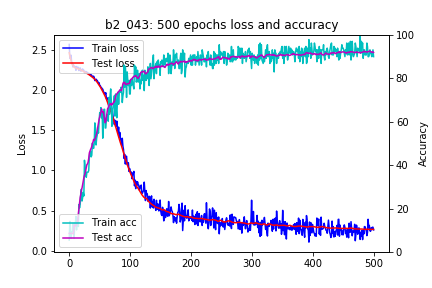 b2_043: 500 epochs loss and accuracy
Train loss
Test loss
Train acc
Test acc
Loss
Accuracy
2.5
2.0
1.5
1.0
0.5
0.0
100
80
60
40
20
0
0 100 200 300 400 500